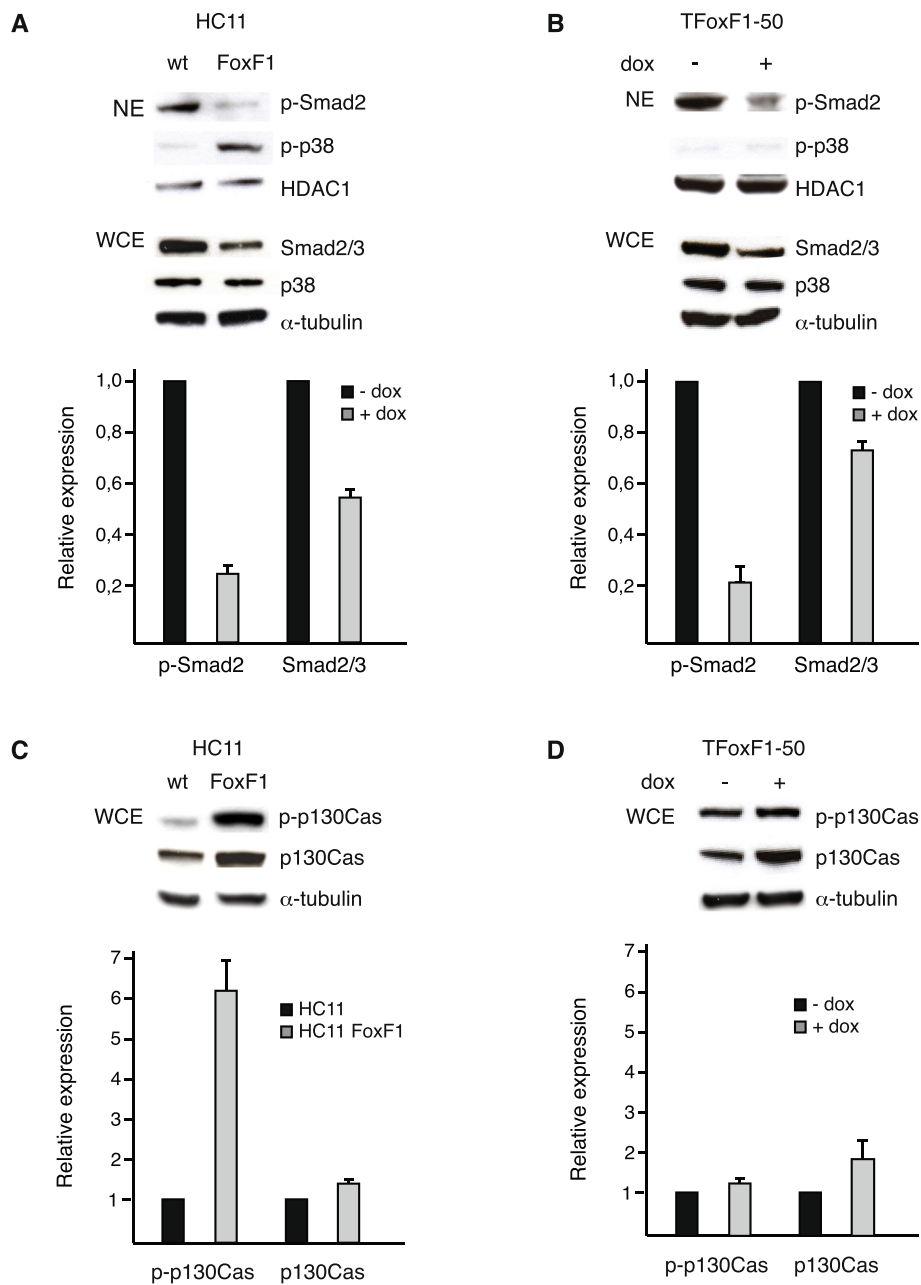 A
HC11
wt FoxF1
NE
p-Smad2
p-p38
HDAC1
WCE
Smad2/3
p38
α-tubulin
Relative expression
1,0
0,8
0,6
0,4
0,2
- dox
+ dox
p-Smad2 Smad2/3
B
TFoxF1-50
dox - +
NE
p-Smad2
p-p38
HDAC1
WCE
Smad2/3
p38
α-tubulin
Relative expression
1,0
0,8
0,6
0,4
0,2
- dox
+ dox
p-Smad2 Smad2/3
C
HC11
wt FoxF1
WCE
p-p130Cas
p130Cas
α-tubulin
Relative expression
7
6
5
4
3
2
1
HC11
HC11 FoxF1
p-p130Cas p130Cas
D
TFoxF1-50
dox - +
WCE
p-p130Cas
p130Cas
α-tubulin
Relative expression
7
6
5
4
3
2
1
- dox
+ dox
p-p130Cas p130Cas